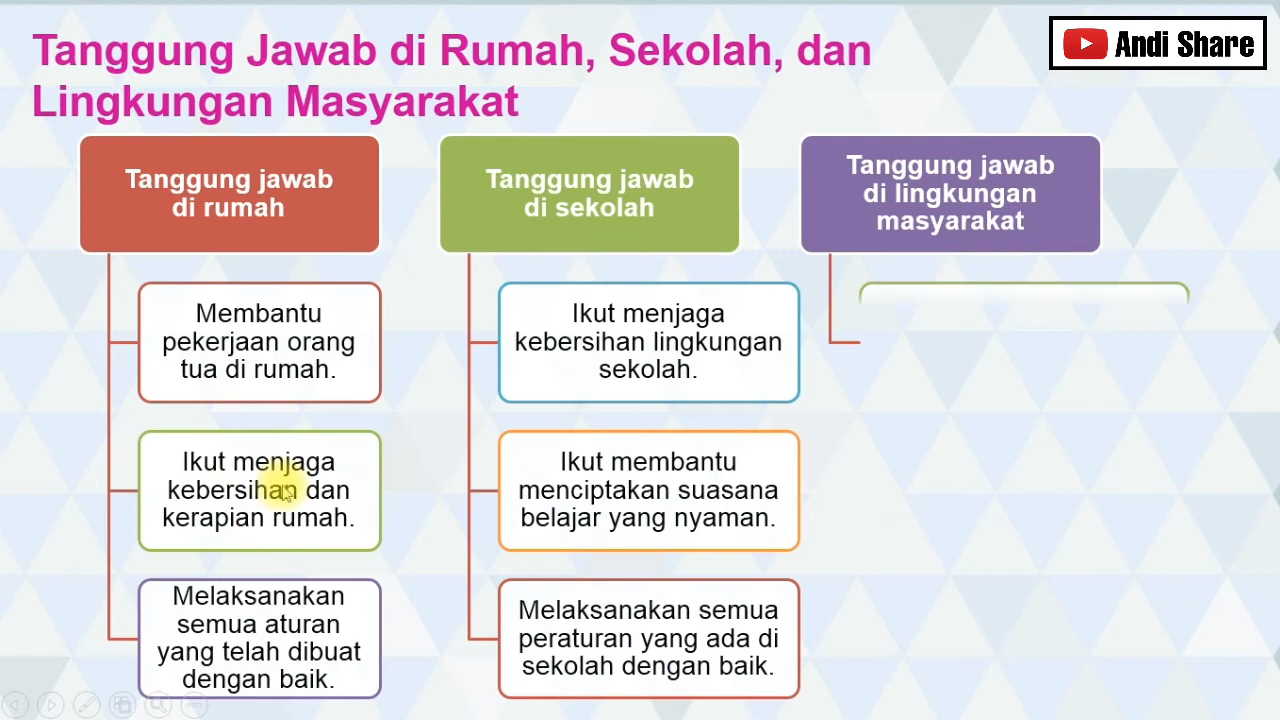 Tanggung Jawab di Rumah, Sekolah, dan
Lingkungan Masyarakat
Andi Share
Tanggung jawab
di rumah
Membantu
pekerjaan orang
tua di rumah.
Ikut menjaga
kebersihan dan
kerapian rumah.
Melaksanakan
semua aturan
yang telah dibuat
dengan baik.
Tanggung jawab
di sekolah
Ikut menjaga
kebersihan lingkungan
sekolah.
Ikut membantu
menciptakan suasana
belajar yang nyaman.
Melaksanakan semua
peraturan yang ada di
sekolah dengan baik.
Tanggung jawab
di lingkungan
masyarakat